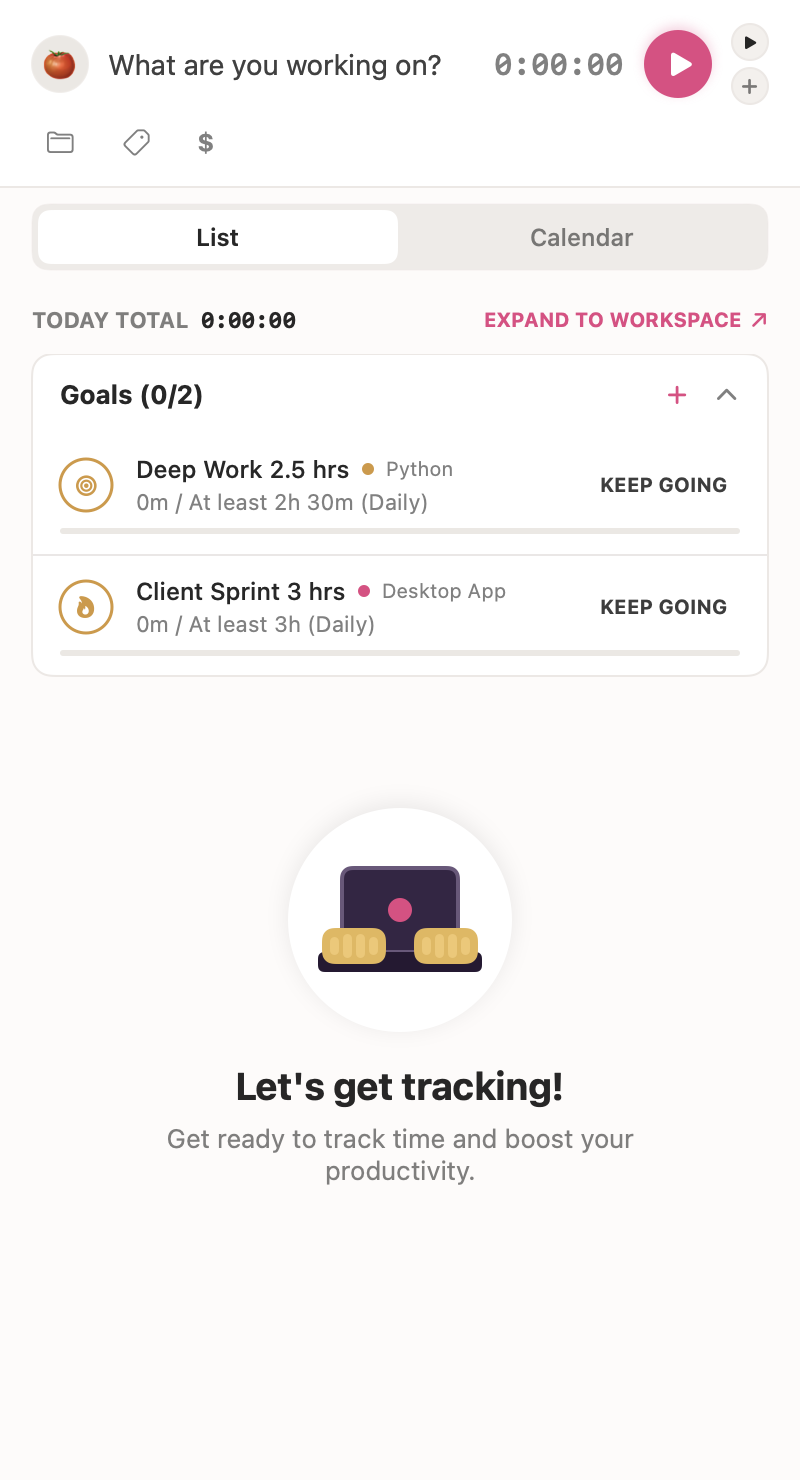 What are you working on? 0:00:00
$
List Calendar
TODAY TOTAL 0:00:00 EXPAND TO WORKSPACE
Goals (0/2)
Deep Work 2.5 hrs Python
0m / At least 2h 30m (Daily)
KEEP GOING
Client Sprint 3 hrs Desktop App
0m / At least 3h (Daily)
KEEP GOING
Let's get tracking!
Get ready to track time and boost your
productivity.